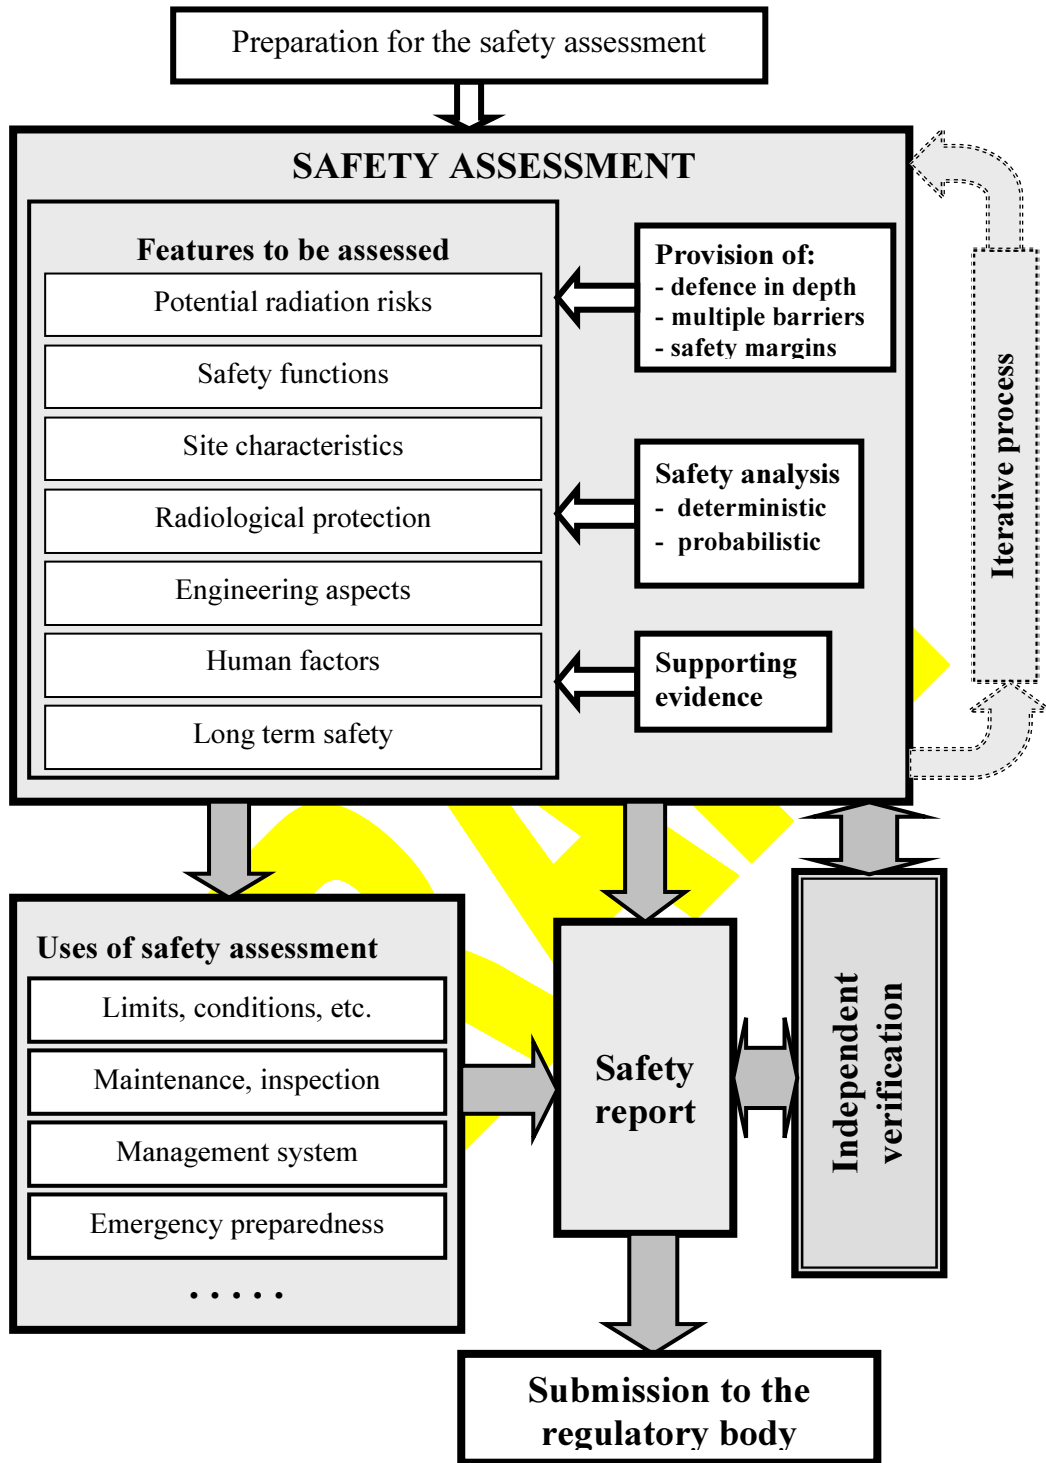 Preparation for the safety assessment
SAFETY ASSESSMENT
Features to be assessed
Potential radiation risks
Safety functions
Site characteristics
Radiological protection
Engineering aspects
Human factors
Long term safety
Provision of:
- defence in depth
- multiple barriers
- safety margins
Safety analysis
- deterministic
- probabilistic
Supporting
evidence
Iterative process
Uses of safety assessment
Limits, conditions, etc.
Maintenance, inspection
Management system
Emergency preparedness
. . . . .
Safety
report
Independent
verification
Submission to the
regulatory body